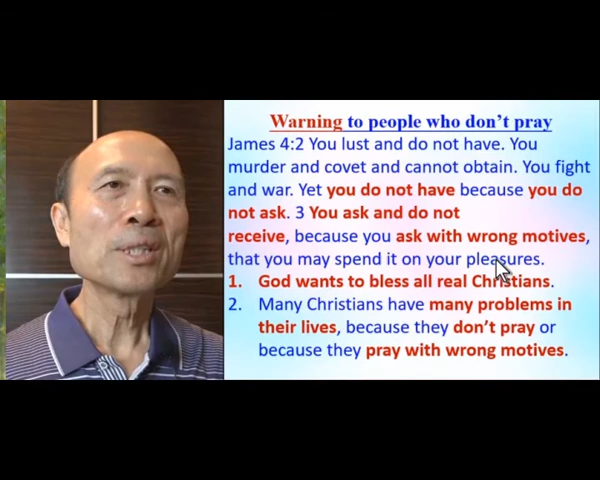 Warning to people who don't pray
James 4:2 You lust and do not have. You
murder and covet and cannot obtain. You fight
and war. Yet you do not have because you do
not ask. 3 You ask and do not
receive, because you ask with wrong motives,
that you may spend it on your pleasures.
1. God wants to bless all real Christians.
2. Many Christians have many problems in
their lives, because they don't pray or
because they pray with wrong motives.